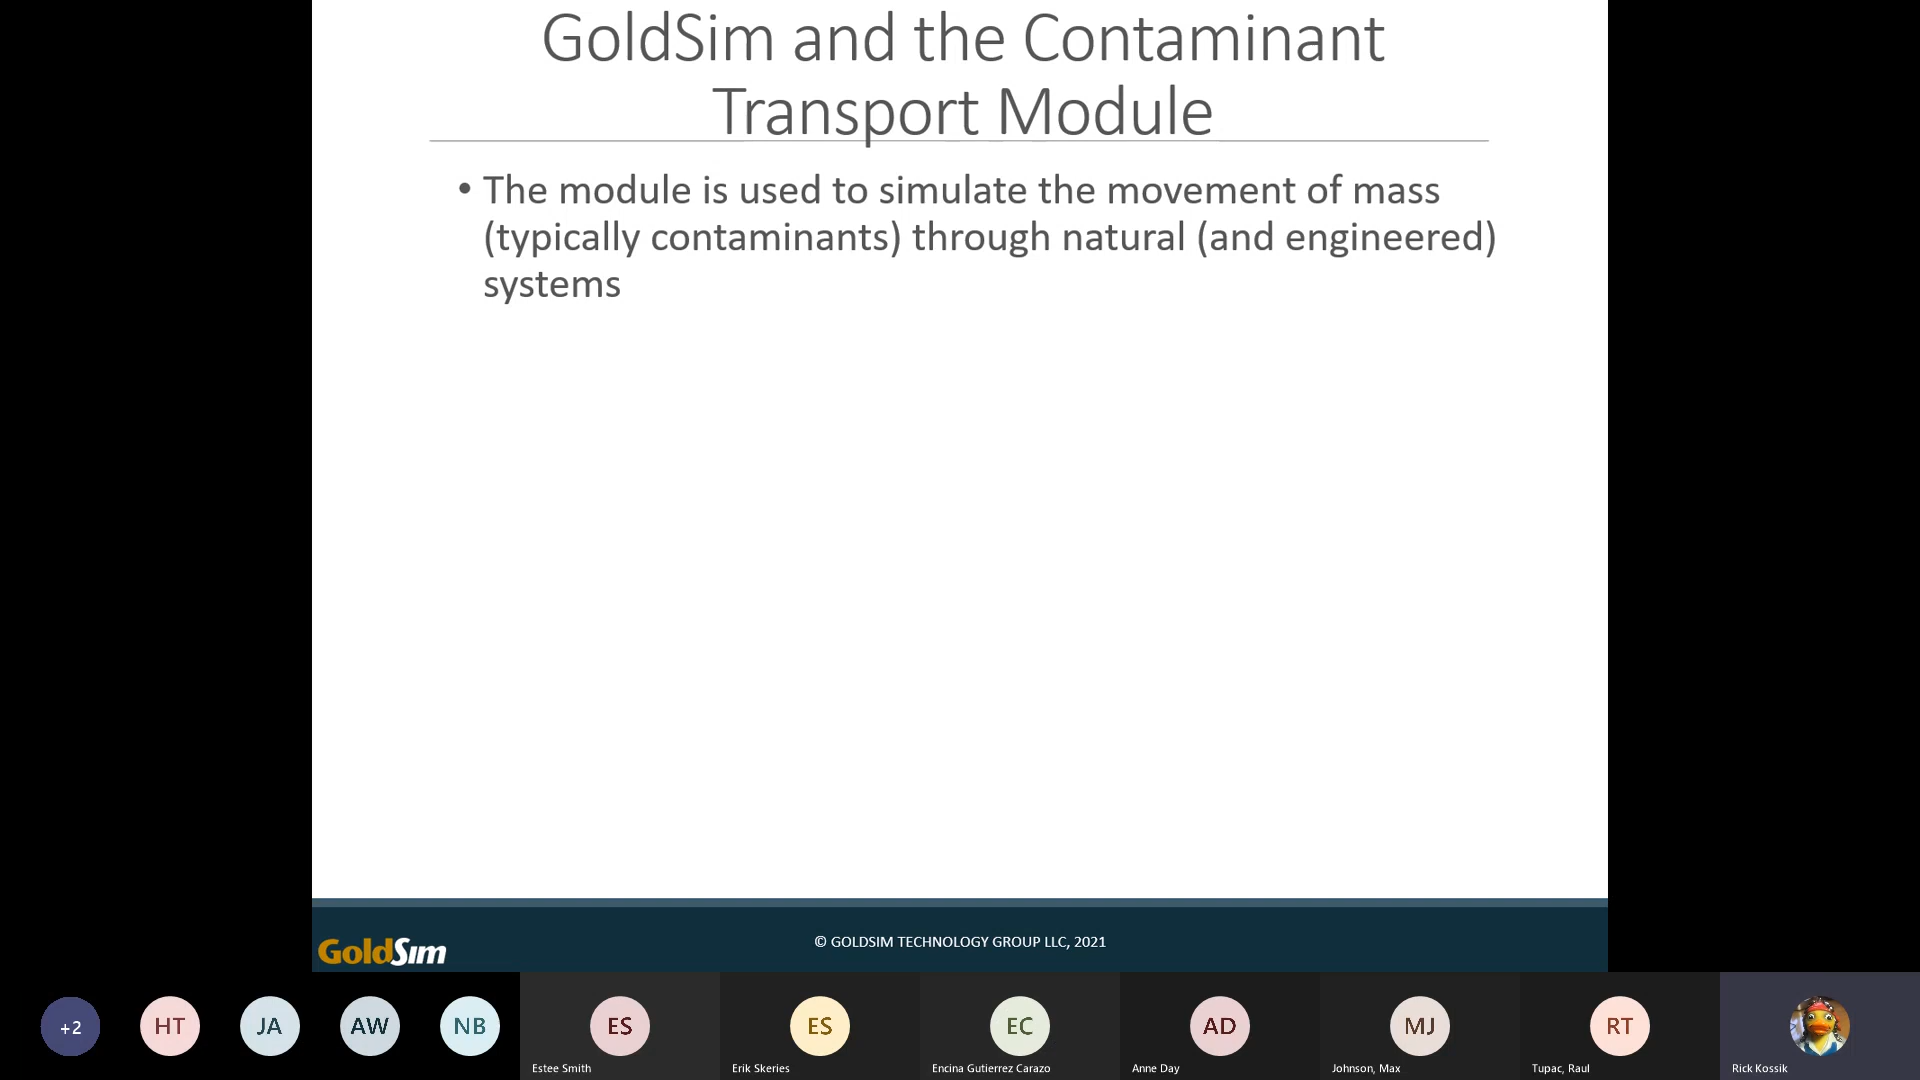 GoldSim and the Contaminant
Transport Module
• The module is used to simulate the movement of mass
(typically contaminants) through natural (and engineered)
systems
GoldSim
© GOLDSIM TECHNOLOGY GROUP LLC, 2021
+2
HT
JA
AW
NB
ES
Estee Smith
ES
Erik Skeries
EC
Encina Gutierrez Carazo
AD
Anne Day
MJ
Johnson, Max
RT
Tupac, Raul
Rick Kossik